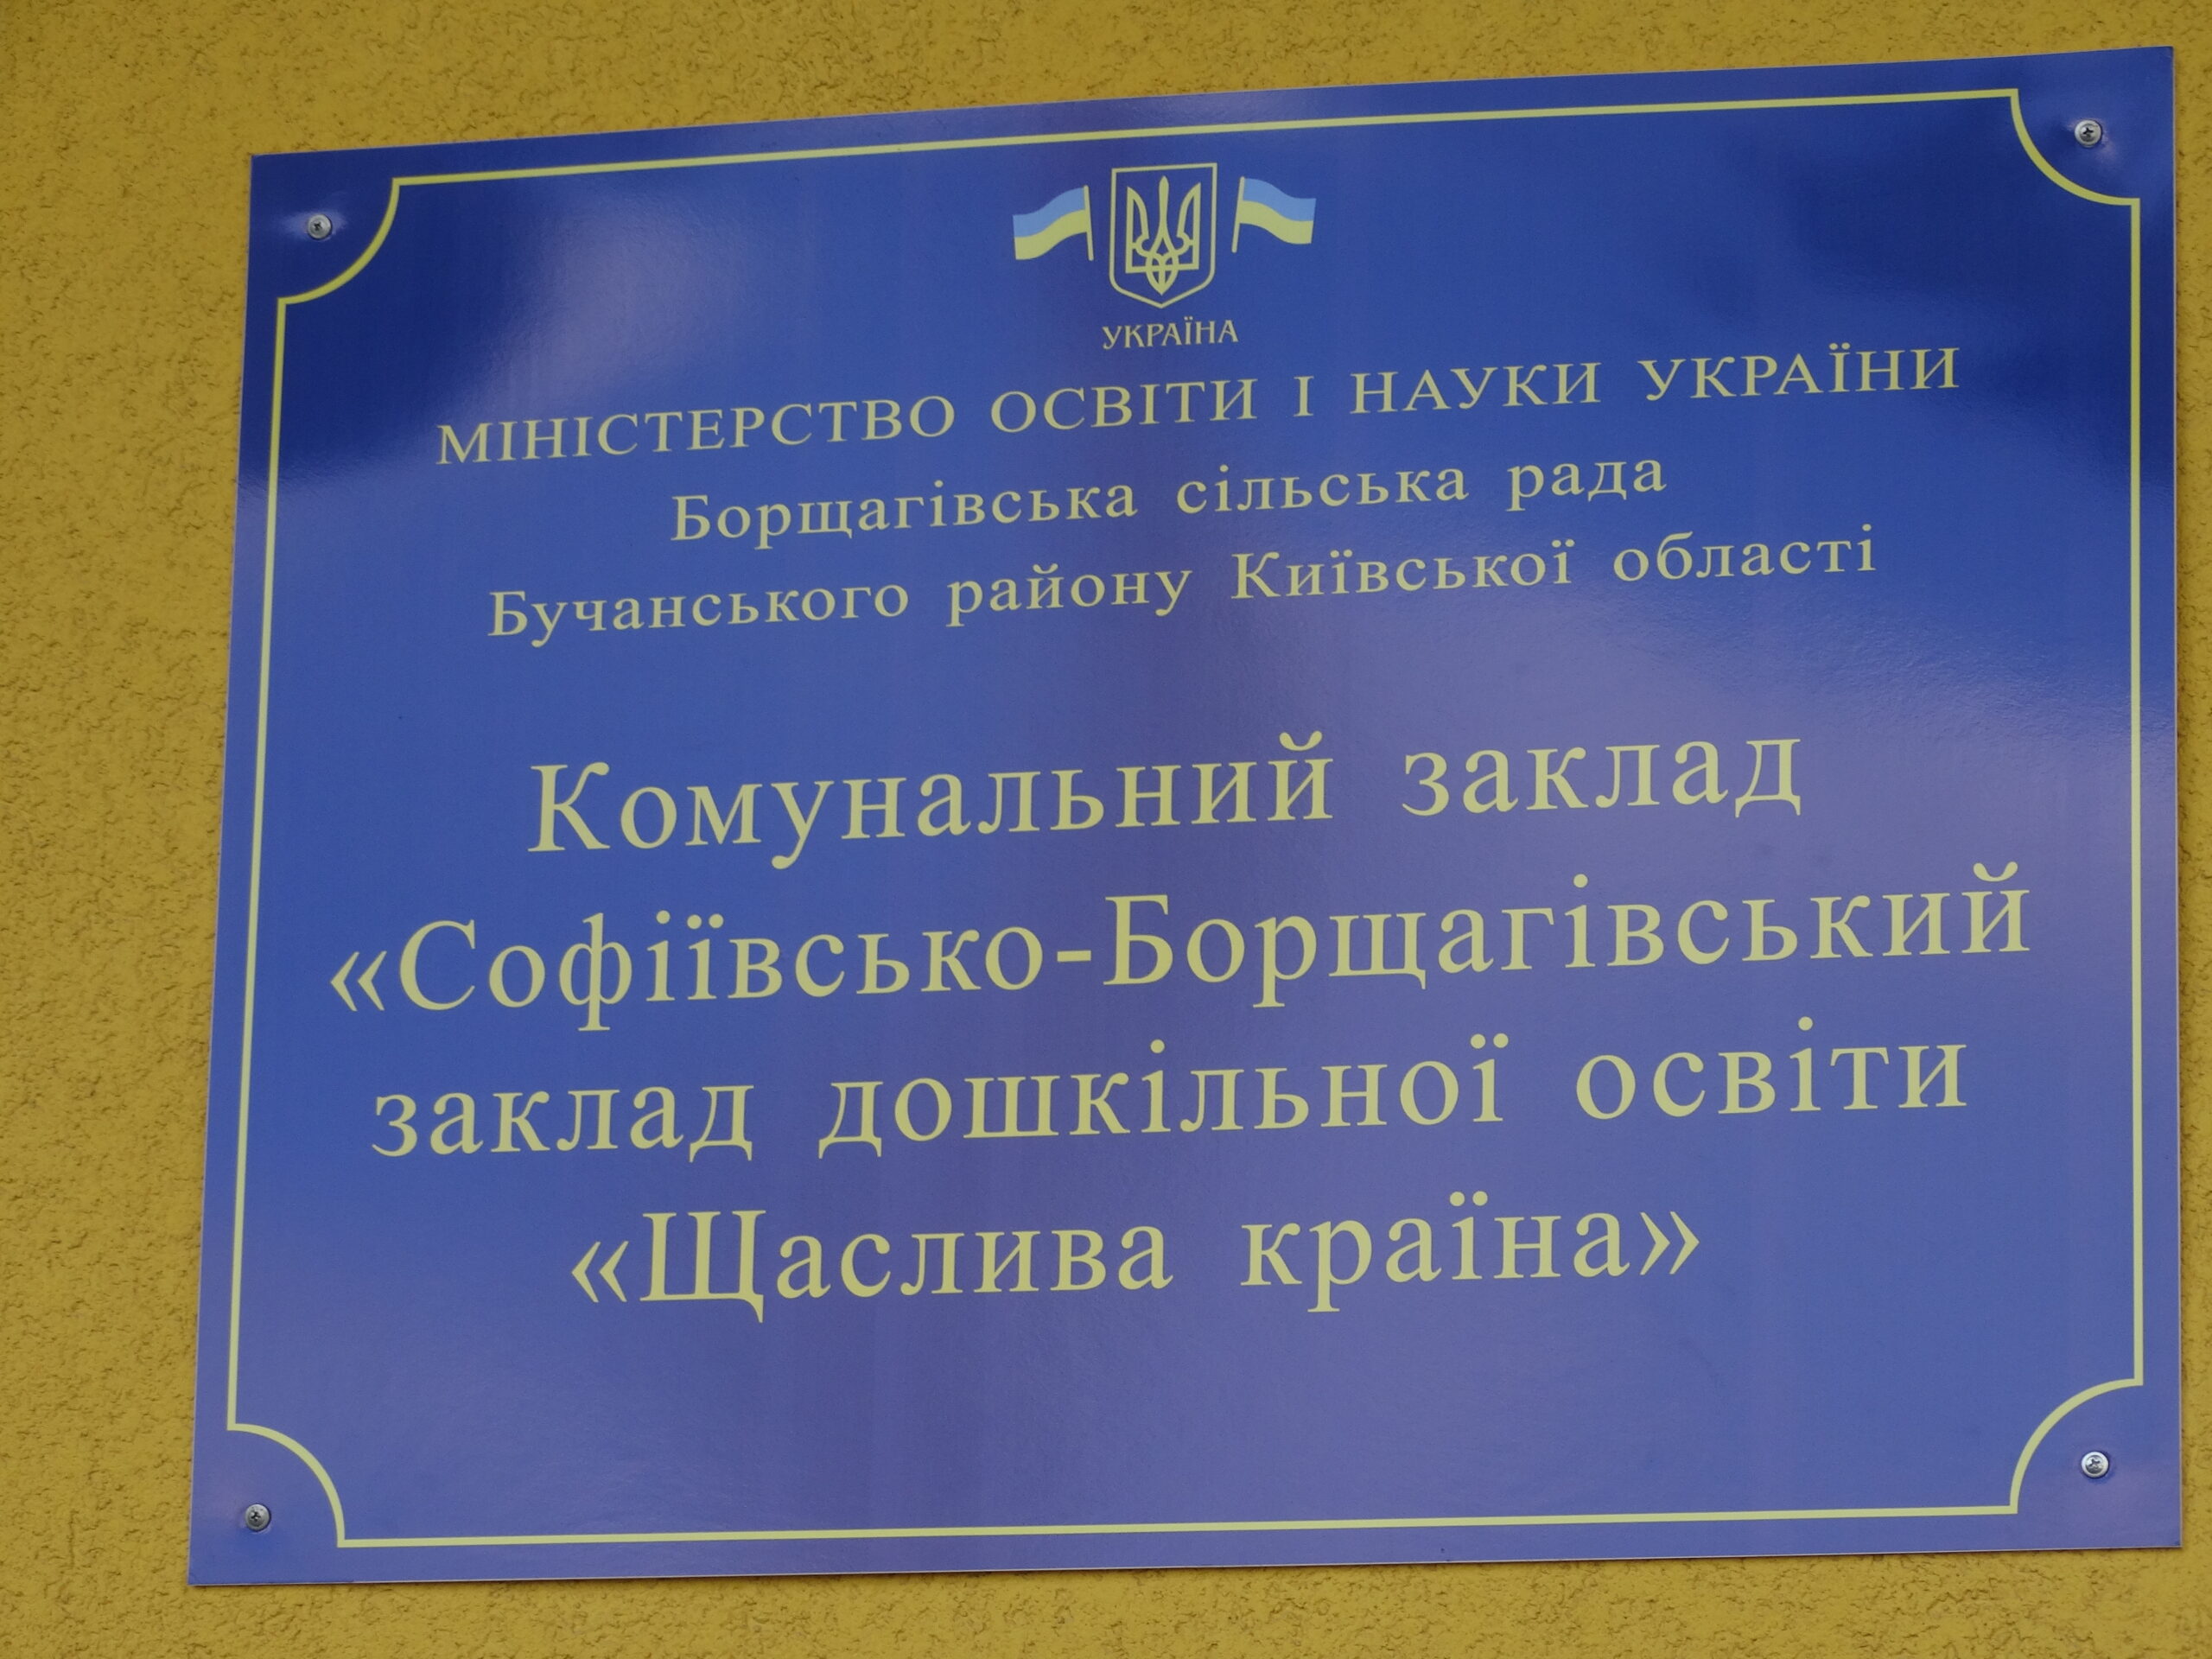 УКРАЇНА
МІНІСТЕРСТВО ОСВІТИ І НАУКИ УКРАЇНИ
Борщагівська сільська рада
Бучанського району Київської області
Комунальний заклад
«Софіївсько-Борщагівський
заклад дошкільної освіти
«Щаслива країна»